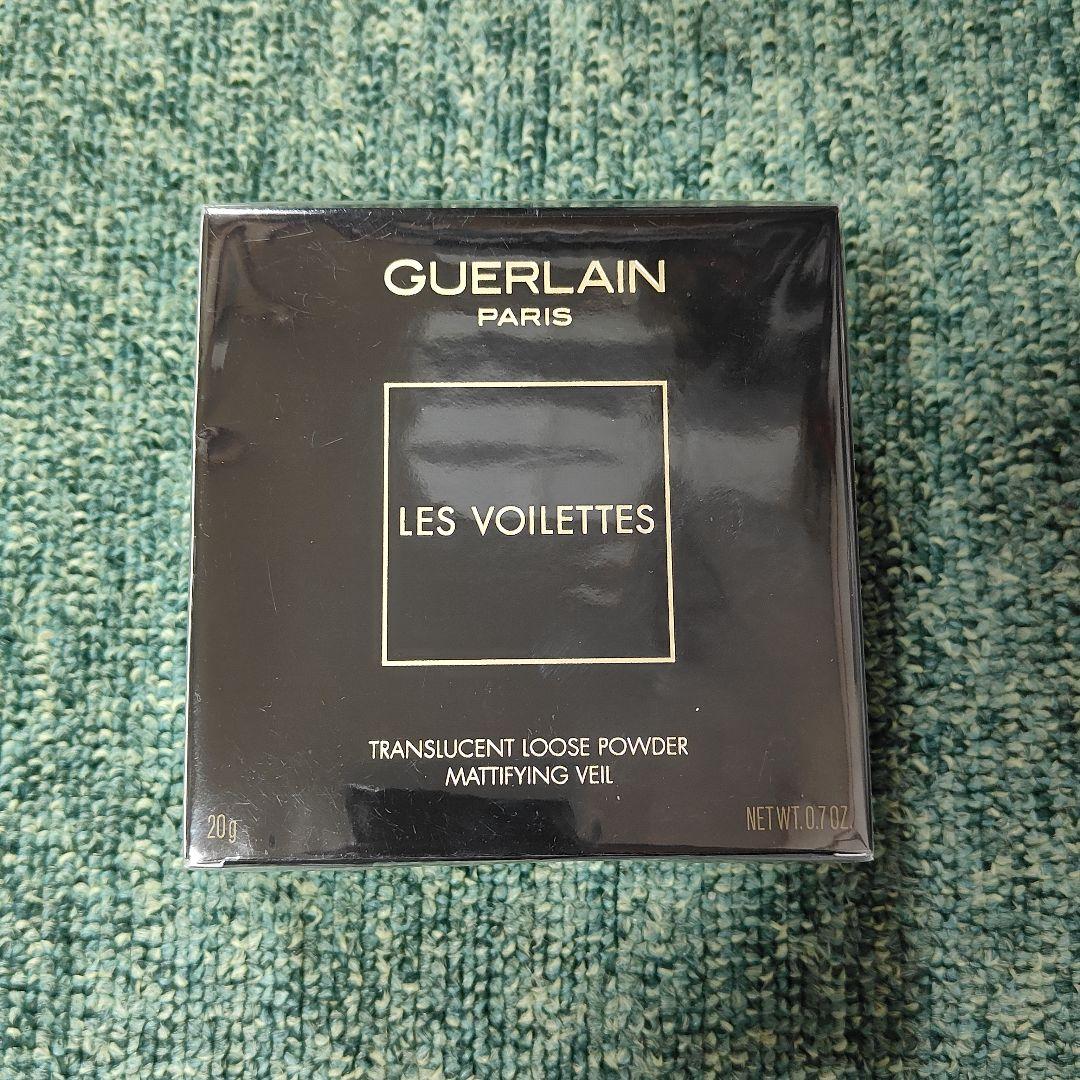 GUERLAIN
PARIS
LES VOILETTES
TRANSLUCENT LOOSE POWDER
MATTIFYING VEIL
20g
NET WT. 0.7 OZ